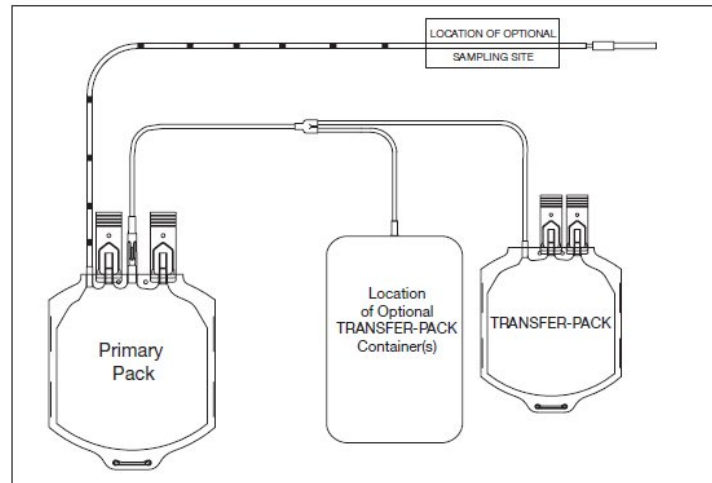 LOCATION OF OPTIONAL
SAMPLING SITE
Primary
Pack
Location
of Optional
TRANSFER-PACK
Container(s)
TRANSFER-PACK